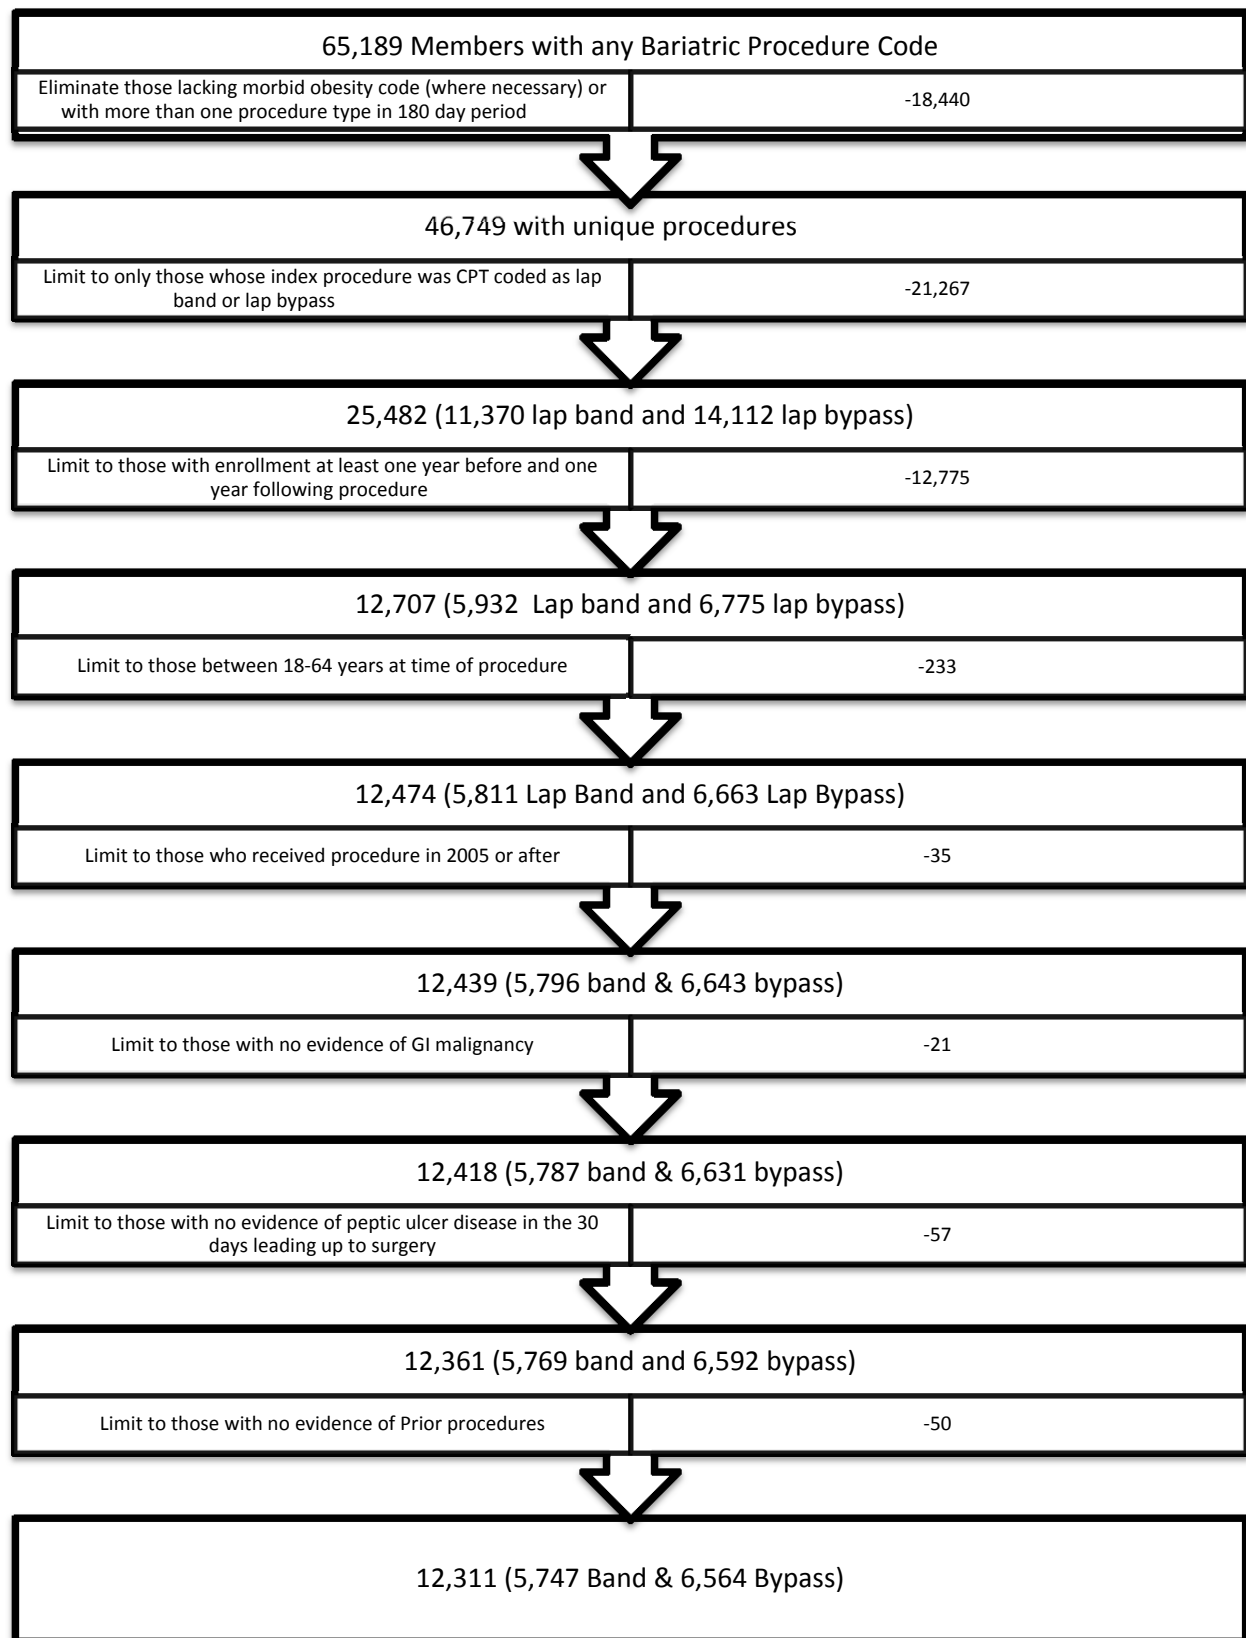 65,189 Members with any Bariatric Procedure Code
Eliminate those lacking morbid obesity code (where necessary) or
with more than one procedure type in 180 day period
-18,440
46,749 with unique procedures
Limit to only those whose index procedure was CPT coded as lap
band or lap bypass
-21,267
25,482 (11,370 lap band and 14,112 lap bypass)
Limit to those with enrollment at least one year before and one
year following procedure
-12,775
12,707 (5,932 Lap band and 6,775 lap bypass)
Limit to those between 18-64 years at time of procedure
-233
12,474 (5,811 Lap Band and 6,663 Lap Bypass)
Limit to those who received procedure in 2005 or after
-35
12,439 (5,796 band & 6,643 bypass)
Limit to those with no evidence of GI malignancy
-21
12,418 (5,787 band & 6,631 bypass)
Limit to those with no evidence of peptic ulcer disease in the 30
days leading up to surgery
-57
12,361 (5,769 band and 6,592 bypass)
Limit to those with no evidence of Prior procedures
-50
12,311 (5,747 Band & 6,564 Bypass)